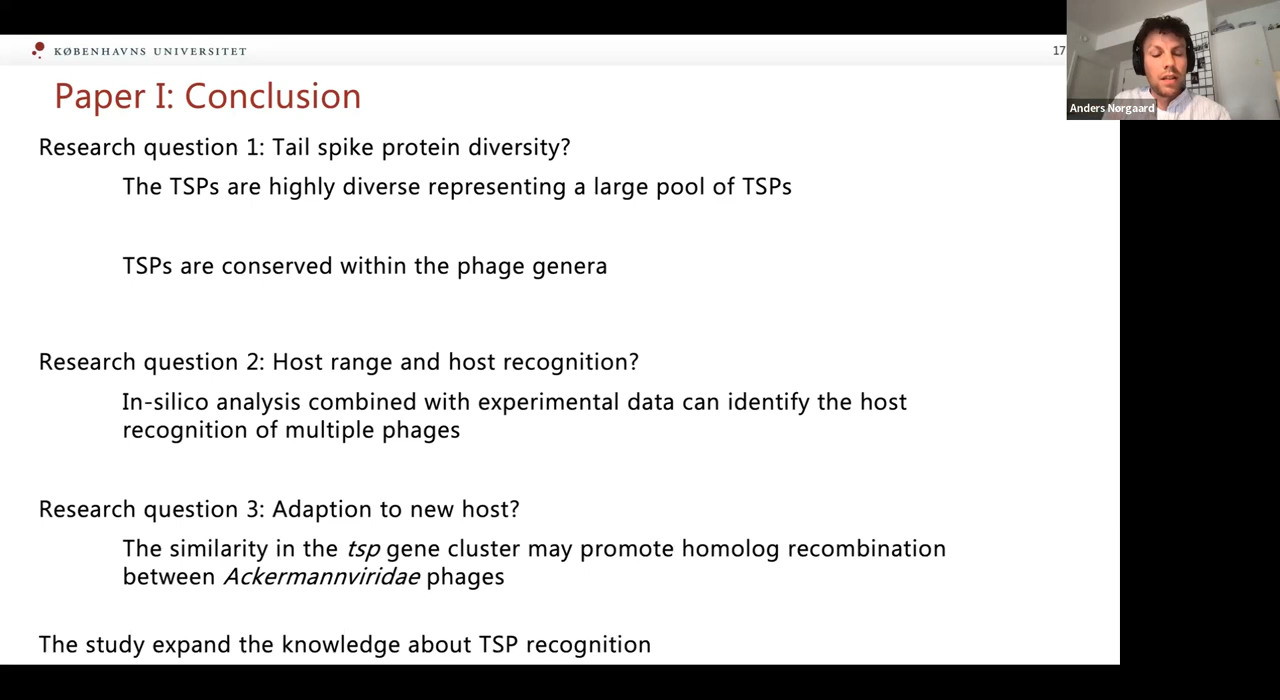 KØBENHAVNS UNIVERSITET
17
Anders Nørgaard
Paper I: Conclusion
Research question 1: Tail spike protein diversity?
The TSPs are highly diverse representing a large pool of TSPs
TSPs are conserved within the phage genera
Research question 2: Host range and host recognition?
In-silico analysis combined with experimental data can identify the host
recognition of multiple phages
Research question 3: Adaption to new host?
The similarity in the tsp gene cluster may promote homolog recombination
between Ackermannviridae phages
The study expand the knowledge about TSP recognition